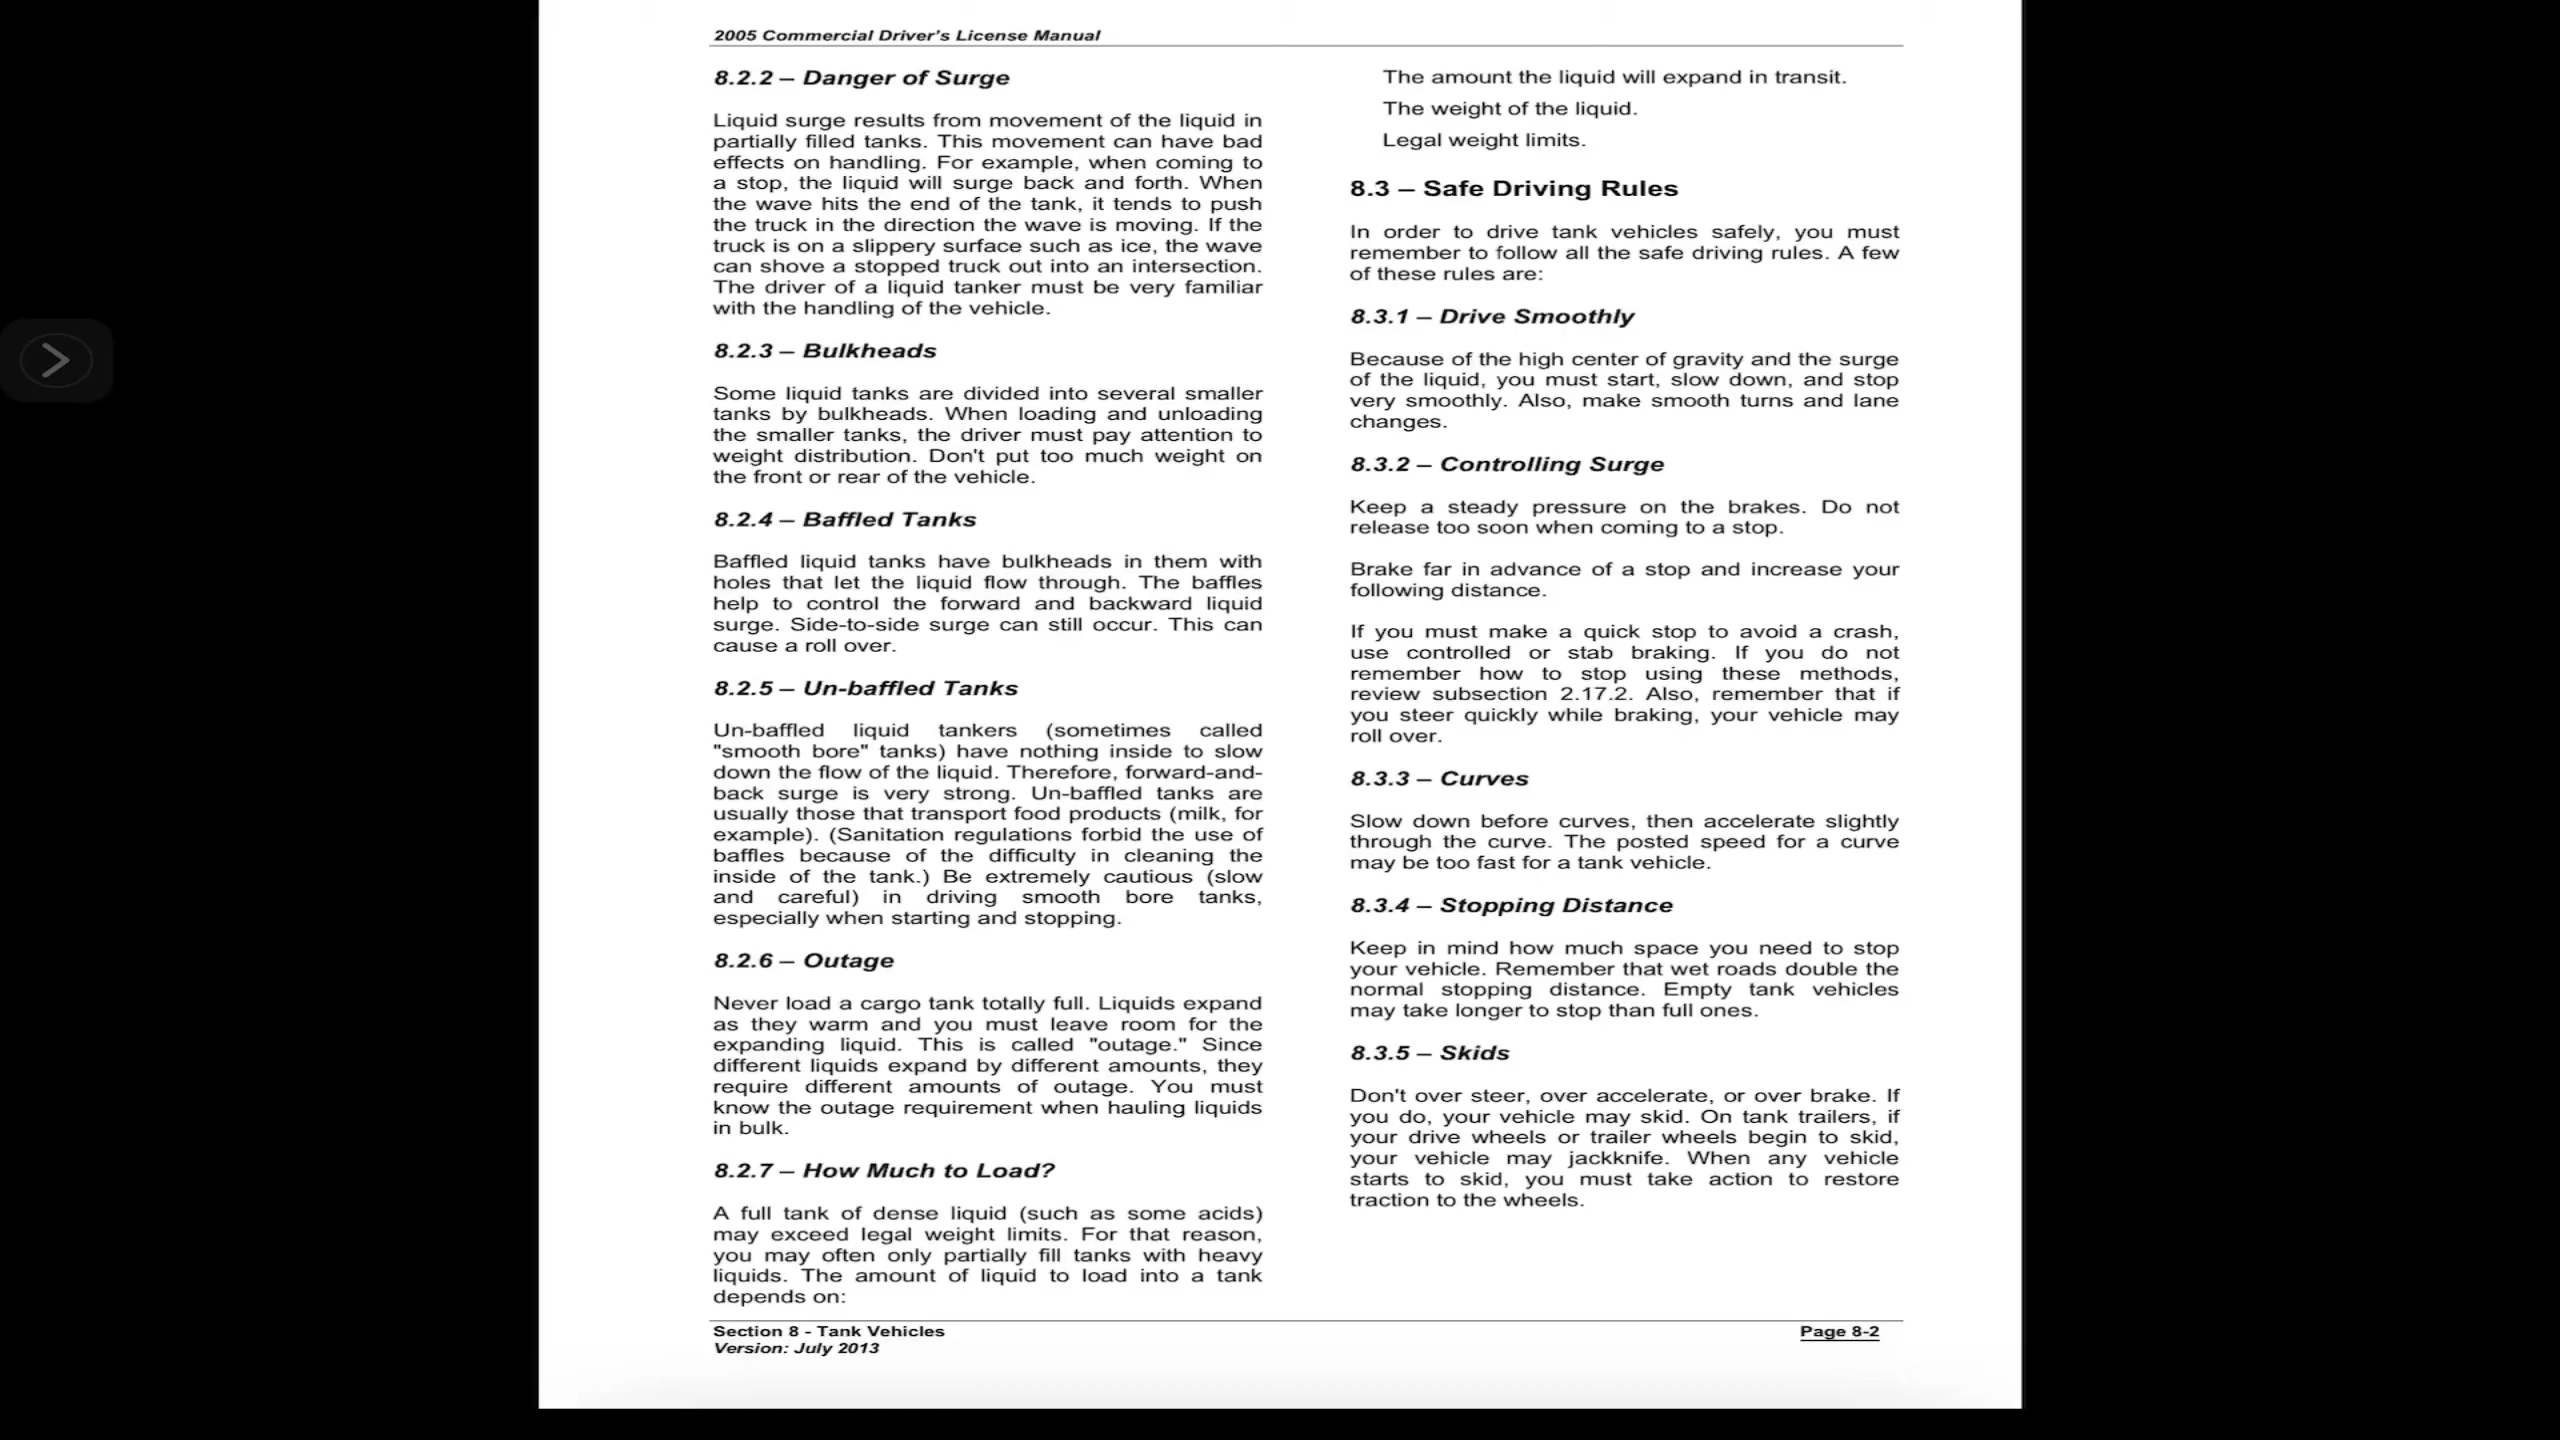 2005 Commercial Driver's License Manual
8.2.2 – Danger of Surge
Liquid surge results from movement of the liquid in
partially filled tanks. This movement can have bad
effects on handling. For example, when coming to
a stop, the liquid will surge back and forth. When
the wave hits the end of the tank, it tends to push
the truck in the direction the wave is moving. If the
truck is on a slippery surface such as ice, the wave
can shove a stopped truck out into an intersection.
The driver of a liquid tanker must be very familiar
with the handling of the vehicle.
8.2.3 – Bulkheads
Some liquid tanks are divided into several smaller
tanks by bulkheads. When loading and unloading
the smaller tanks, the driver must pay attention to
weight distribution. Don't put too much weight on
the front or rear of the vehicle.
8.2.4 – Baffled Tanks
Baffled liquid tanks have bulkheads in them with
holes that let the liquid flow through. The baffles
help to control the forward and backward liquid
surge. Side-to-side surge can still occur. This can
cause a roll over.
8.2.5 – Un-baffled Tanks
Un-baffled liquid tankers (sometimes called
"smooth bore" tanks) have nothing inside to slow
down the flow of the liquid. Therefore, forward-and-
back surge is very strong. Un-baffled tanks are
usually those that transport food products (milk, for
example). (Sanitation regulations forbid the use of
baffles because of the difficulty in cleaning the
inside of the tank.) Be extremely cautious (slow
and careful) in driving smooth bore tanks,
especially when starting and stopping.
8.2.6 – Outage
Never load a cargo tank totally full. Liquids expand
as they warm and you must leave room for the
expanding liquid. This is called "outage." Since
different liquids expand by different amounts, they
require different amounts of outage. You must
know the outage requirement when hauling liquids
in bulk.
8.2.7 – How Much to Load?
A full tank of dense liquid (such as some acids)
may exceed legal weight limits. For that reason,
you may often only partially fill tanks with heavy
liquids. The amount of liquid to load into a tank
depends on:
The amount the liquid will expand in transit.
The weight of the liquid.
Legal weight limits.
8.3 – Safe Driving Rules
In order to drive tank vehicles safely, you must
remember to follow all the safe driving rules. A few
of these rules are:
8.3.1 – Drive Smoothly
Because of the high center of gravity and the surge
of the liquid, you must start, slow down, and stop
very smoothly. Also, make smooth turns and lane
changes.
8.3.2 – Controlling Surge
Keep a steady pressure on the brakes. Do not
release too soon when coming to a stop.
Brake far in advance of a stop and increase your
following distance.
If you must make a quick stop to avoid a crash,
use controlled or stab braking. If you do not
remember how to stop using these methods,
review subsection 2.17.2. Also, remember that if
you steer quickly while braking, your vehicle may
roll over.
8.3.3 – Curves
Slow down before curves, then accelerate slightly
through the curve. The posted speed for a curve
may be too fast for a tank vehicle.
8.3.4 – Stopping Distance
Keep in mind how much space you need to stop
your vehicle. Remember that wet roads double the
normal stopping distance. Empty tank vehicles
may take longer to stop than full ones.
8.3.5 – Skids
Don't over steer, over accelerate, or over brake. If
you do, your vehicle may skid. On tank trailers, if
your drive wheels or trailer wheels begin to skid,
your vehicle may jackknife. When any vehicle
starts to skid, you must take action to restore
traction to the wheels.
Section 8 - Tank Vehicles
Page 8-2
Version: July 2013